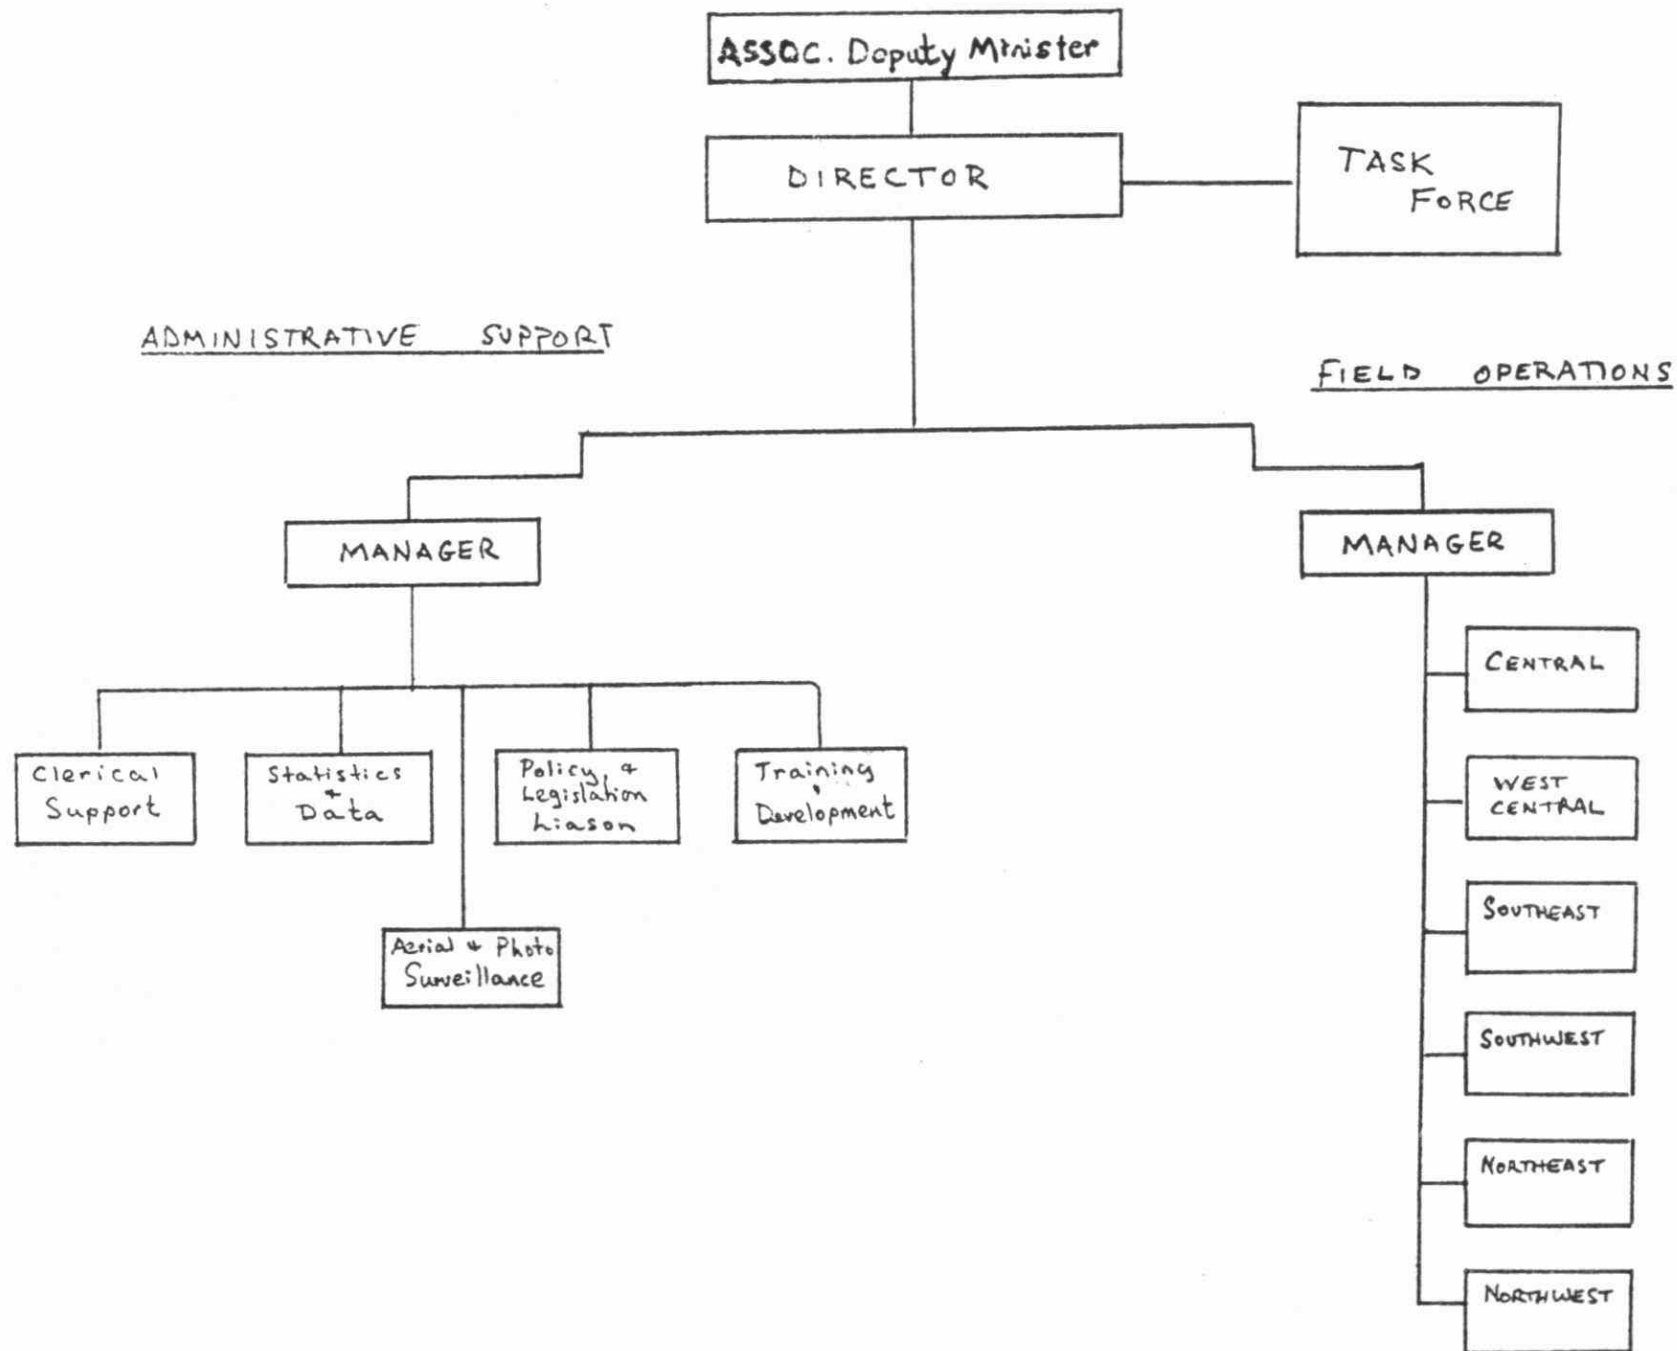 ASSOC. Deputy Minister
DIRECTOR
TASK
FORCE
ADMINISTRATIVE SUPPORT
FIELD OPERATIONS
MANAGER
MANAGER
Clerical
Support
Statistics
+
Data
Policy, +
Legislation
Liason
Training
+
Development
Aerial + Photo
Surveillance
CENTRAL
WEST
CENTRAL
SOUTHEAST
SOUTHWEST
NORTHEAST
NORTHWEST